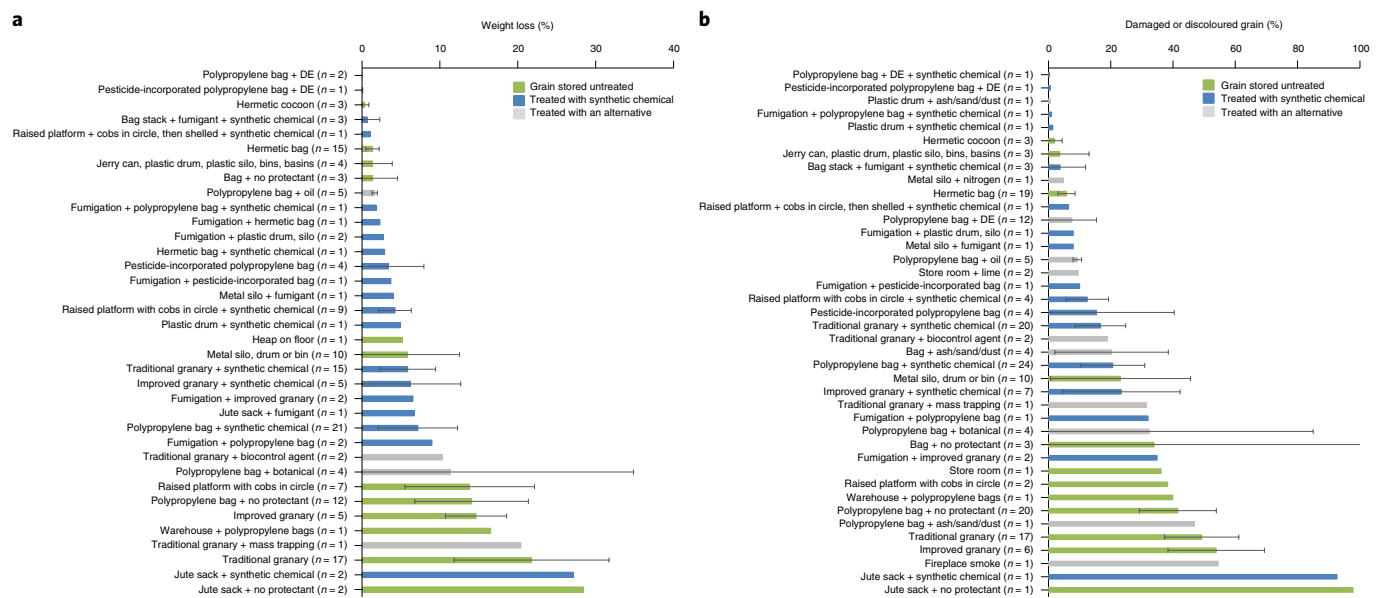 a
Weight loss (%)
0 10 20 30 40
Polypropylene bag + DE (n = 2)
Pesticide-incorporated polypropylene bag + DE (n = 1)
Hermetic cocoon (n = 3)
Bag stack + fumigant + synthetic chemical (n = 3)
Raised platform + cobs in circle, then shelled + synthetic chemical (n = 1)
Hermetic bag (n = 15)
Jerry can, plastic drum, plastic silo, bins, basins (n = 4)
Bag + no protectant (n = 3)
Polypropylene bag + oil (n = 5)
Fumigation + polypropylene bag + synthetic chemical (n = 1)
Fumigation + hermetic bag (n = 1)
Fumigation + plastic drum, silo (n = 2)
Hermetic bag + synthetic chemical (n = 1)
Pesticide-incorporated polypropylene bag (n = 4)
Fumigation + pesticide-incorporated bag (n = 1)
Metal silo + fumigant (n = 1)
Raised platform with cobs in circle + synthetic chemical (n = 9)
Plastic drum + synthetic chemical (n = 1)
Heap on floor (n = 1)
Metal silo, drum or bin (n = 10)
Traditional granary + synthetic chemical (n = 15)
Improved granary + synthetic chemical (n = 5)
Fumigation + improved granary (n = 2)
Jute sack + fumigant (n = 1)
Polypropylene bag + synthetic chemical (n = 21)
Fumigation + polypropylene bag (n = 2)
Traditional granary + biocontrol agent (n = 2)
Polypropylene bag + botanical (n = 4)
Raised platform with cobs in circle (n = 7)
Polypropylene bag + no protectant (n = 12)
Improved granary (n = 5)
Warehouse + polypropylene bags (n = 1)
Traditional granary + mass trapping (n = 1)
Traditional granary (n = 17)
Jute sack + synthetic chemical (n = 2)
Jute sack + no protectant (n = 2)
Grain stored untreated
Treated with synthetic chemical
Treated with an alternative
b
Damaged or discoloured grain (%)
0 20 40 60 80 100
Polypropylene bag + DE + synthetic chemical (n = 1)
Pesticide-incorporated polypropylene bag + DE (n = 1)
Plastic drum + ash/sand/dust (n = 1)
Fumigation + polypropylene bag + synthetic chemical (n = 1)
Plastic drum + synthetic chemical (n = 1)
Hermetic cocoon (n = 3)
Jerry can, plastic drum, plastic silo, bins, basins (n = 3)
Bag stack + fumigant + synthetic chemical (n = 3)
Metal silo + nitrogen (n = 1)
Hermetic bag (n = 19)
Raised platform + cobs in circle, then shelled + synthetic chemical (n = 1)
Polypropylene bag + DE (n = 12)
Fumigation + plastic drum, silo (n = 1)
Metal silo + fumigant (n = 1)
Polypropylene bag + oil (n = 5)
Store room + lime (n = 2)
Fumigation + pesticide-incorporated bag (n = 1)
Raised platform with cobs in circle + synthetic chemical (n = 4)
Pesticide-incorporated polypropylene bag (n = 4)
Traditional granary + synthetic chemical (n = 20)
Traditional granary + biocontrol agent (n = 2)
Bag + ash/sand/dust (n = 4)
Polypropylene bag + synthetic chemical (n = 24)
Metal silo, drum or bin (n = 10)
Improved granary + synthetic chemical (n = 7)
Traditional granary + mass trapping (n = 1)
Fumigation + polypropylene bag (n = 1)
Polypropylene bag + botanical (n = 4)
Bag + no protectant (n = 3)
Fumigation + improved granary (n = 2)
Store room (n = 1)
Raised platform with cobs in circle (n = 2)
Warehouse + polypropylene bags (n = 1)
Polypropylene bag + no protectant (n = 20)
Polypropylene bag + ash/sand/dust (n = 1)
Traditional granary (n = 17)
Improved granary (n = 6)
Fireplace smoke (n = 1)
Jute sack + synthetic chemical (n = 1)
Jute sack + no protectant (n = 1)
Grain stored untreated
Treated with synthetic chemical
Treated with an alternative